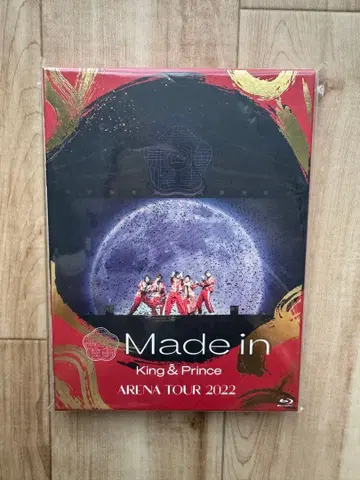 Made in
King & Prince
ARENA TOUR 2022